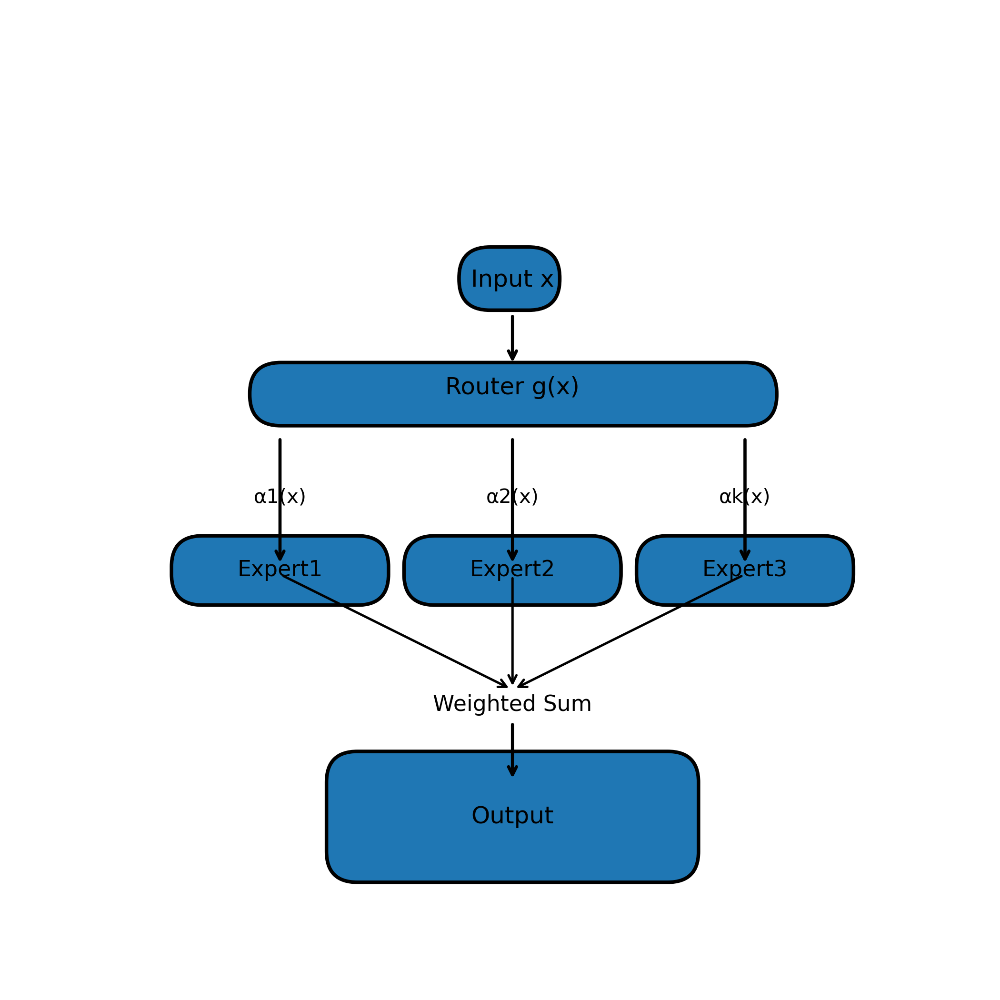 Input x
Router g(x)
α1(x)
α2(x)
αk(x)
Expert1
Expert2
Expert3
Weighted Sum
Output